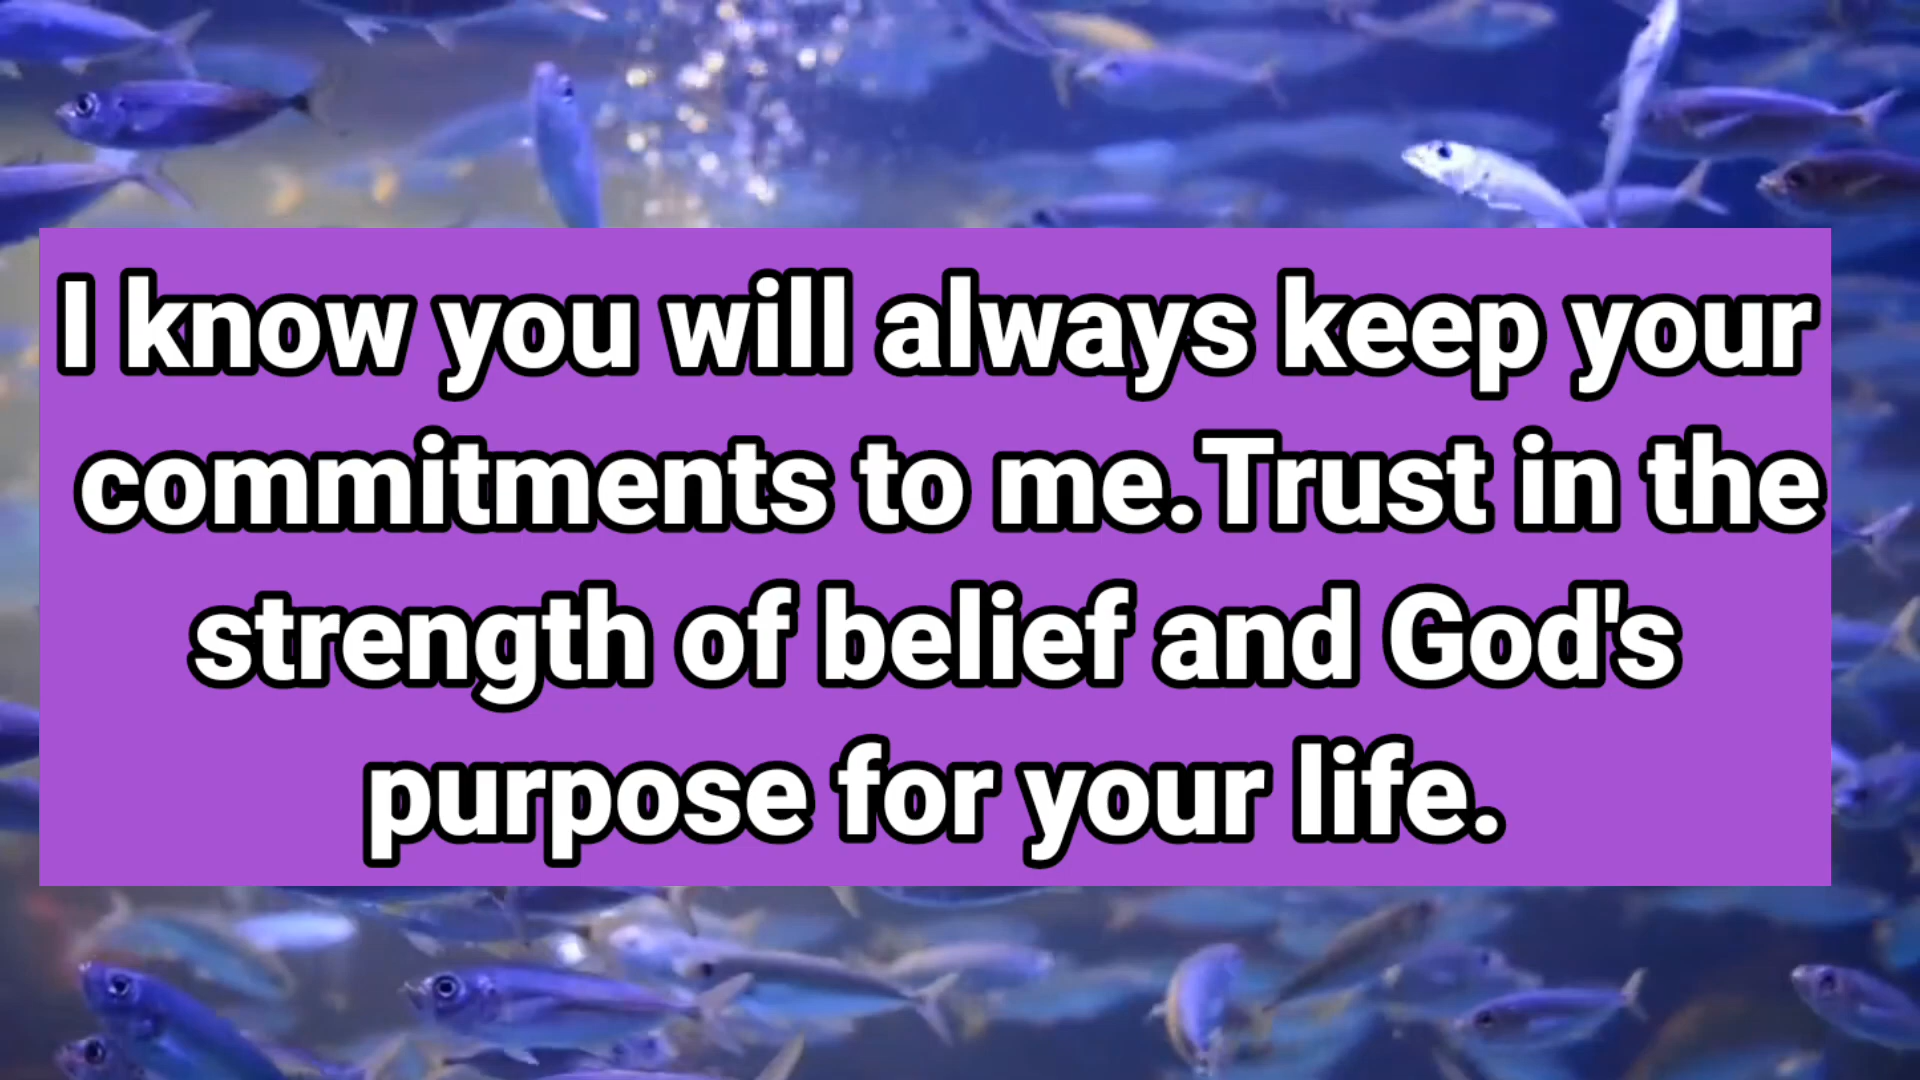 I know you will always keep your
commitments to me.Trust in the
strength of belief and God's
purpose for your life.